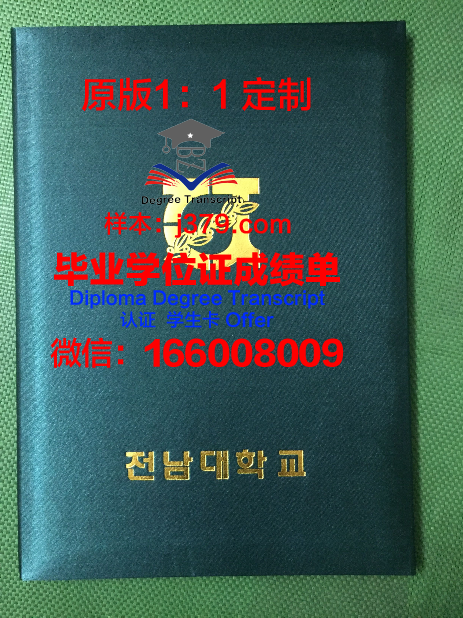 原版1：1定制
BZ
Degree Transcript
样本：j379.com
毕业学位证成绩单
Diploma Degree Transcript
认证 学生卡 Offer
微信：166008009
전남대학교